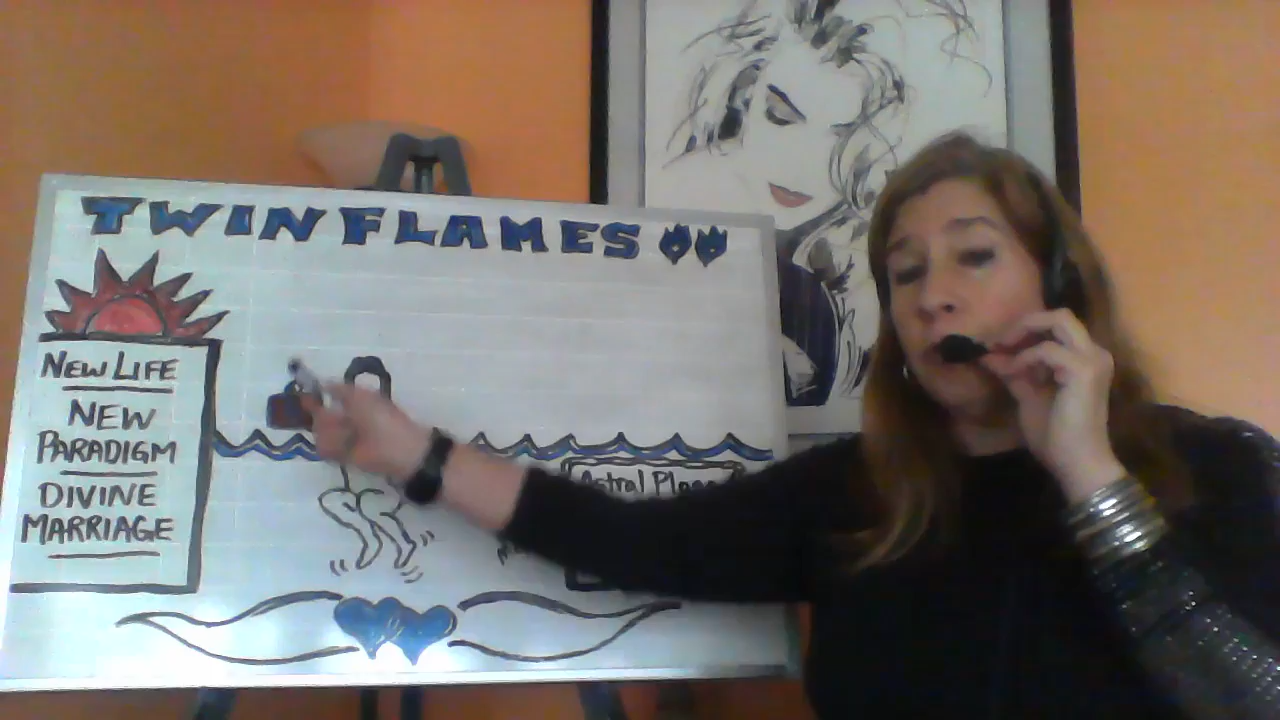 TWIN FLAMES
NEW LIFE
NEW
PARADIGM
DIVINE
MARRIAGE
Astral Plane